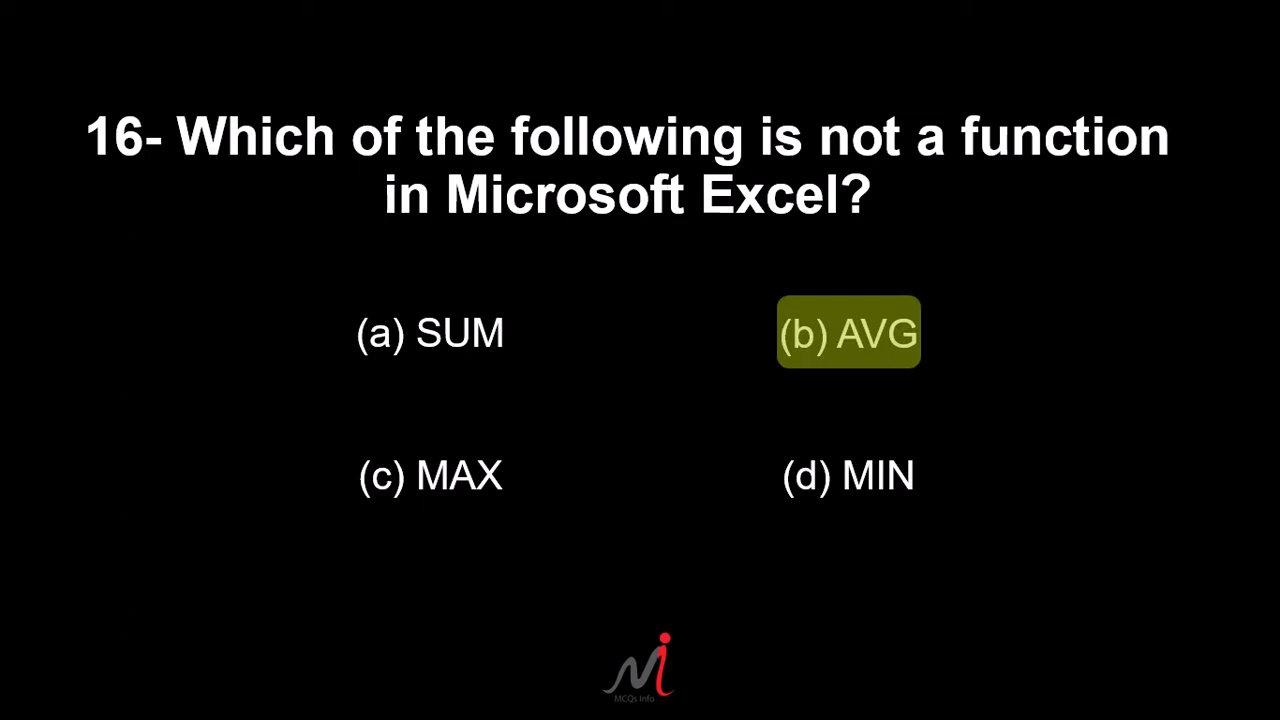 16- Which of the following is not a function
in Microsoft Excel?
(a) SUM
(b) AVG
(c) MAX
(d) MIN
MCQs Info